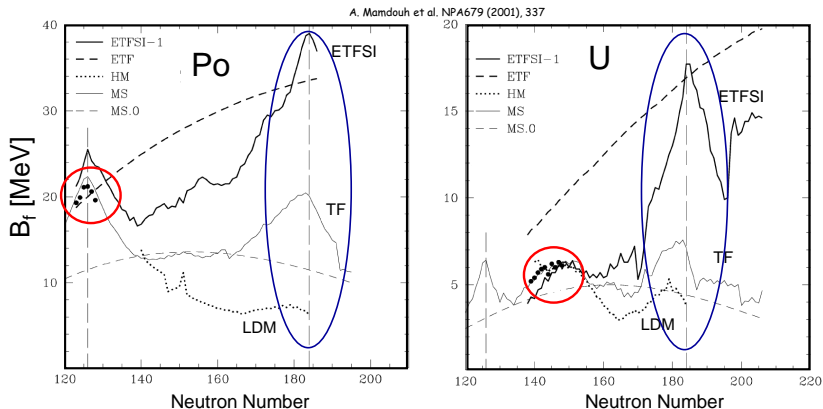 A. Mamdouh et al. NPA679 (2001), 337
B_f [MeV]
40
30
20
10
ETFSI-1
ETF
HM
MS
MS.0
Po
ETFSI
TF
LDM
120
140
160
180
200
Neutron Number
20
15
10
5
ETFSI-1
ETF
HM
MS
MS.0
U
ETFSI
TF
LDM
120
140
160
180
200
220
Neutron Number